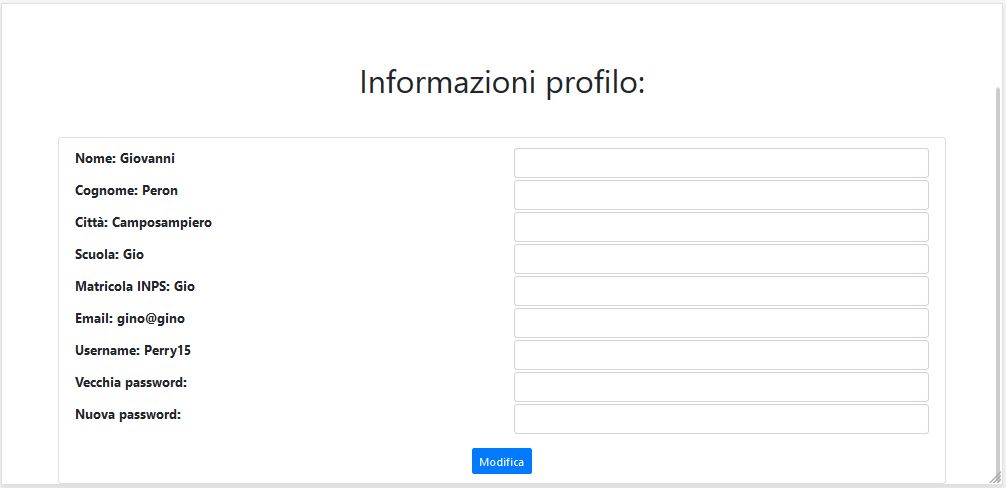 Informazioni profilo:
Nome: Giovanni
Cognome: Peron
Città: Camposampiero
Scuola: Gio
Matricola INPS: Gio
Email: gino@gino
Username: Perry15
Vecchia password:
Nuova password:
Modifica